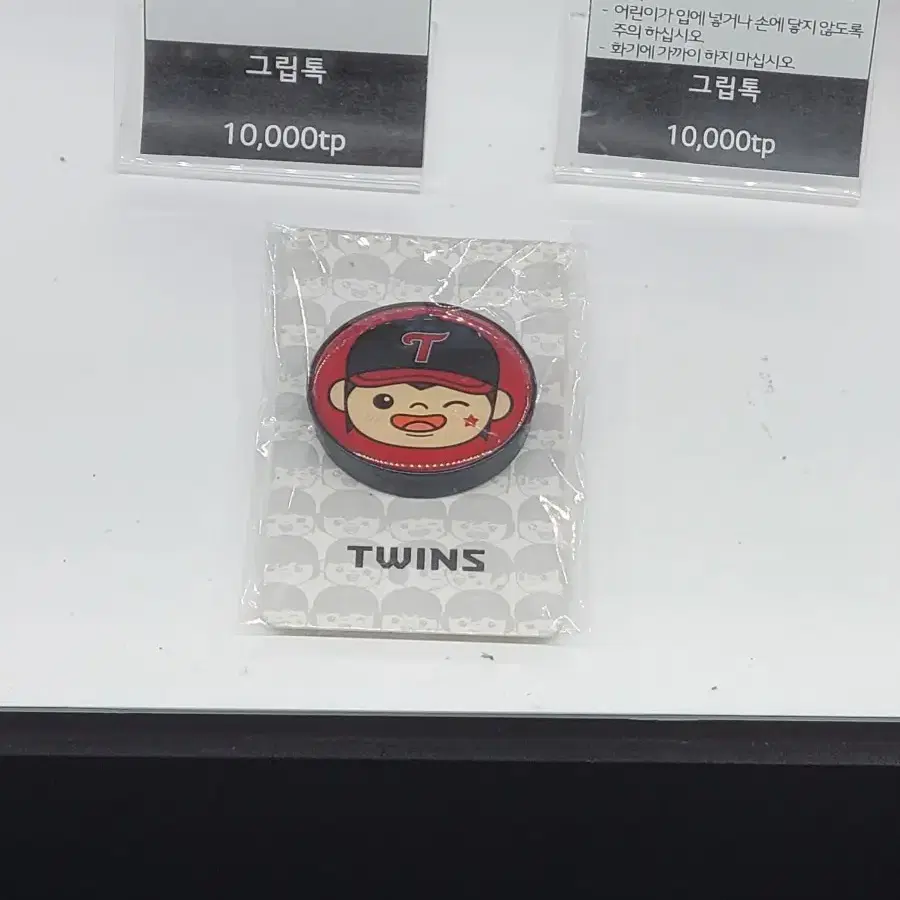 그립톡
10,000tp
- 어린이가 입에 넣거나 손에 닿지 않도록
주의 하십시오
- 화기에 가까이 하지 마십시오
그립톡
10,000tp
T
TWINS